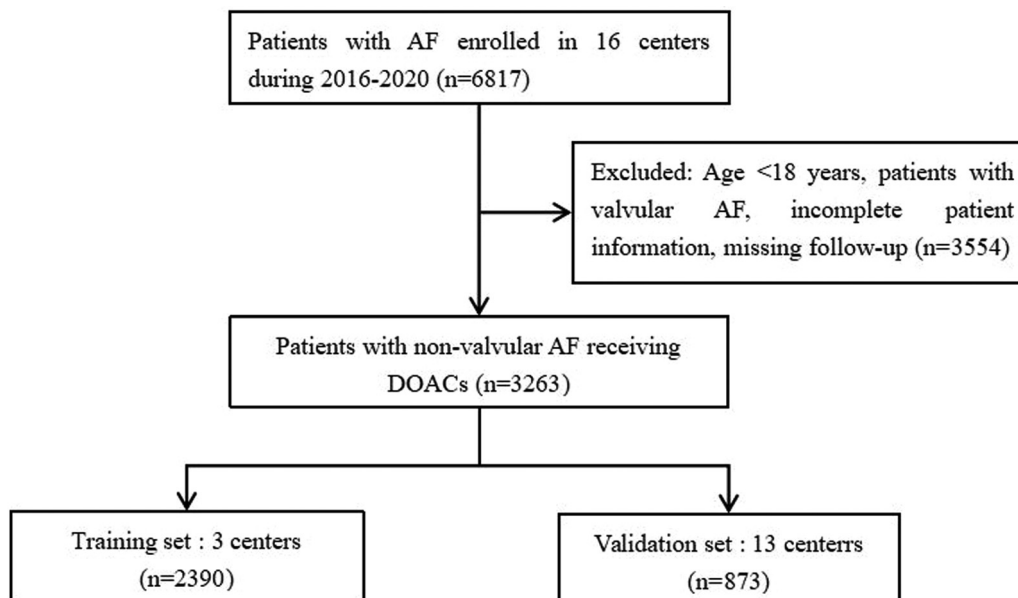 Patients with AF enrolled in 16 centers
during 2016-2020 (n=6817)
Excluded: Age <18 years, patients with
valvular AF, incomplete patient
information, missing follow-up (n=3554)
Patients with non-valvular AF receiving
DOACs (n=3263)
Training set : 3 centers
(n=2390)
Validation set : 13 centerrs
(n=873)